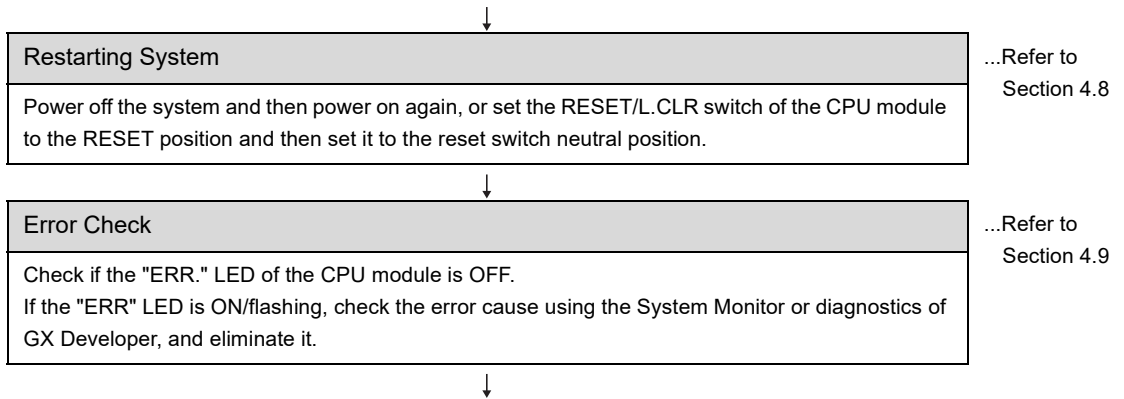 ↓
Restarting System
...Refer to
Section 4.8
Power off the system and then power on again, or set the RESET/L.CLR switch of the CPU module
to the RESET position and then set it to the reset switch neutral position.
↓
Error Check
...Refer to
Section 4.9
Check if the "ERR." LED of the CPU module is OFF.
If the "ERR" LED is ON/flashing, check the error cause using the System Monitor or diagnostics of
GX Developer, and eliminate it.
↓